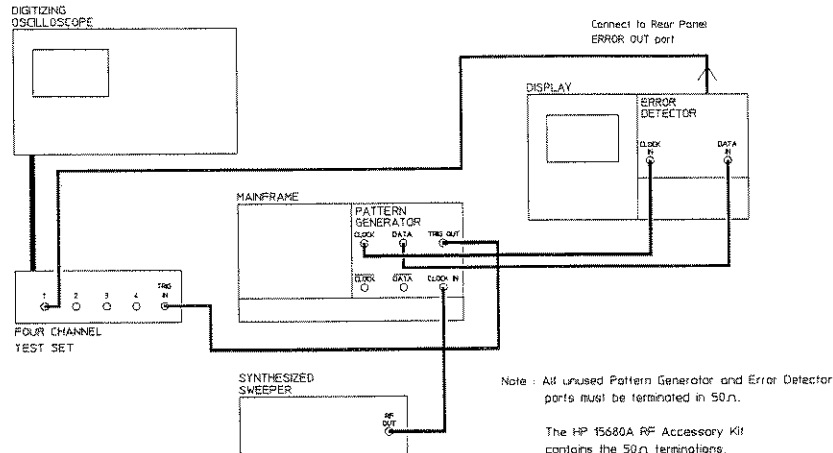 DIGITIZING
OSCILLOSCOPE
Connect to Rear Panel
ERROR OUT port
DISPLAY
ERROR
DETECTOR
CLOCK
IN
DATA
IN
MAINFRAME
PATTERN
GENERATOR
CLOCK DATA TRIG OUT
CLOCK DATA CLOCK IN
1 2 3 4 TRIG
IN
FOUR CHANNEL
TEST SET
SYNTHESIZED
SWEEPER
RF
OUT
Note : All unused Pattern Generator and Error Detector
ports must be terminated in 50Ω.
The HP 15680A RF Accessory Kit
contains the 50Ω terminations.